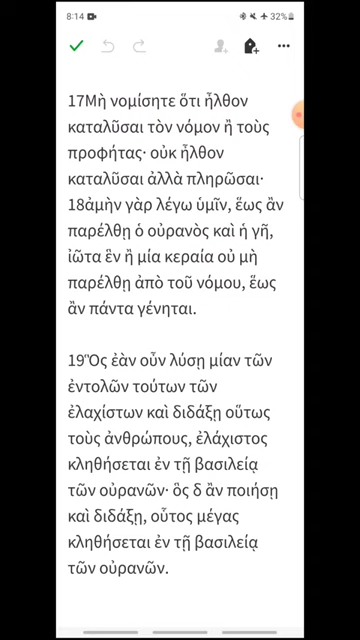 8:14
32%
17Μὴ νομίσητε ὅτι ἦλθον
καταλῦσαι τὸν νόμον ἢ τοὺς
προφήτας· οὐκ ἦλθον
καταλῦσαι ἀλλὰ πληρῶσαι·
18ἀμὴν γὰρ λέγω ὑμῖν, ἕως ἂν
παρέλθῃ ὁ οὐρανὸς καὶ ἡ γῆ,
ἰῶτα ἓν ἢ μία κεραία οὐ μὴ
παρέλθῃ ἀπὸ τοῦ νόμου, ἕως
ἂν πάντα γένηται.
19Ὃς ἐὰν οὖν λύσῃ μίαν τῶν
ἐντολῶν τούτων τῶν
ἐλαχίστων καὶ διδάξῃ οὕτως
τοὺς ἀνθρώπους, ἐλάχιστος
κληθήσεται ἐν τῇ βασιλείᾳ
τῶν οὐρανῶν· ὃς δ ἂν ποιήσῃ
καὶ διδάξῃ, οὗτος μέγας
κληθήσεται ἐν τῇ βασιλείᾳ
τῶν οὐρανῶν.